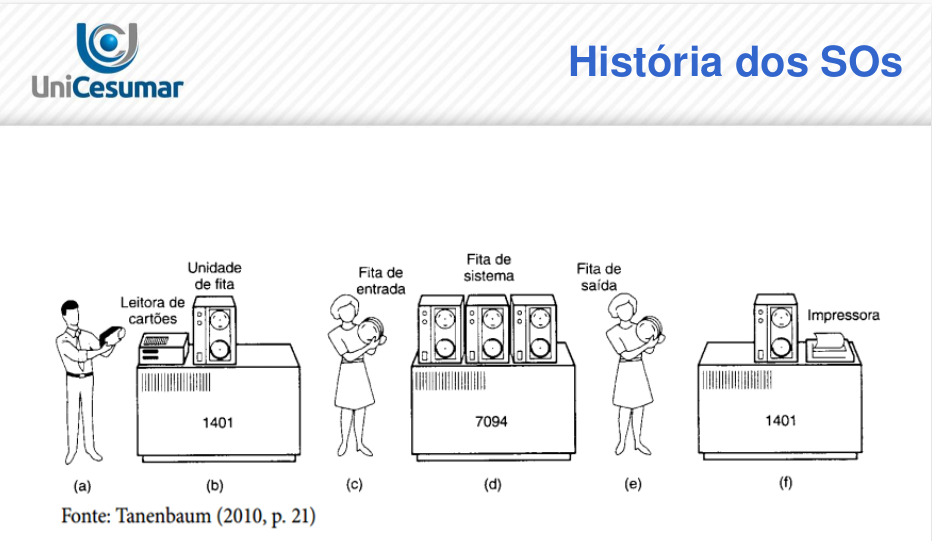 UniCesumar
História dos SOs
Unidade
de fita
Leitora de
cartões
Fita de
entrada
Fita de
sistema
Fita de
saída
Impressora
1401
7094
1401
(a)
(b)
(c)
(d)
(e)
(f)
Fonte: Tanenbaum (2010, p. 21)